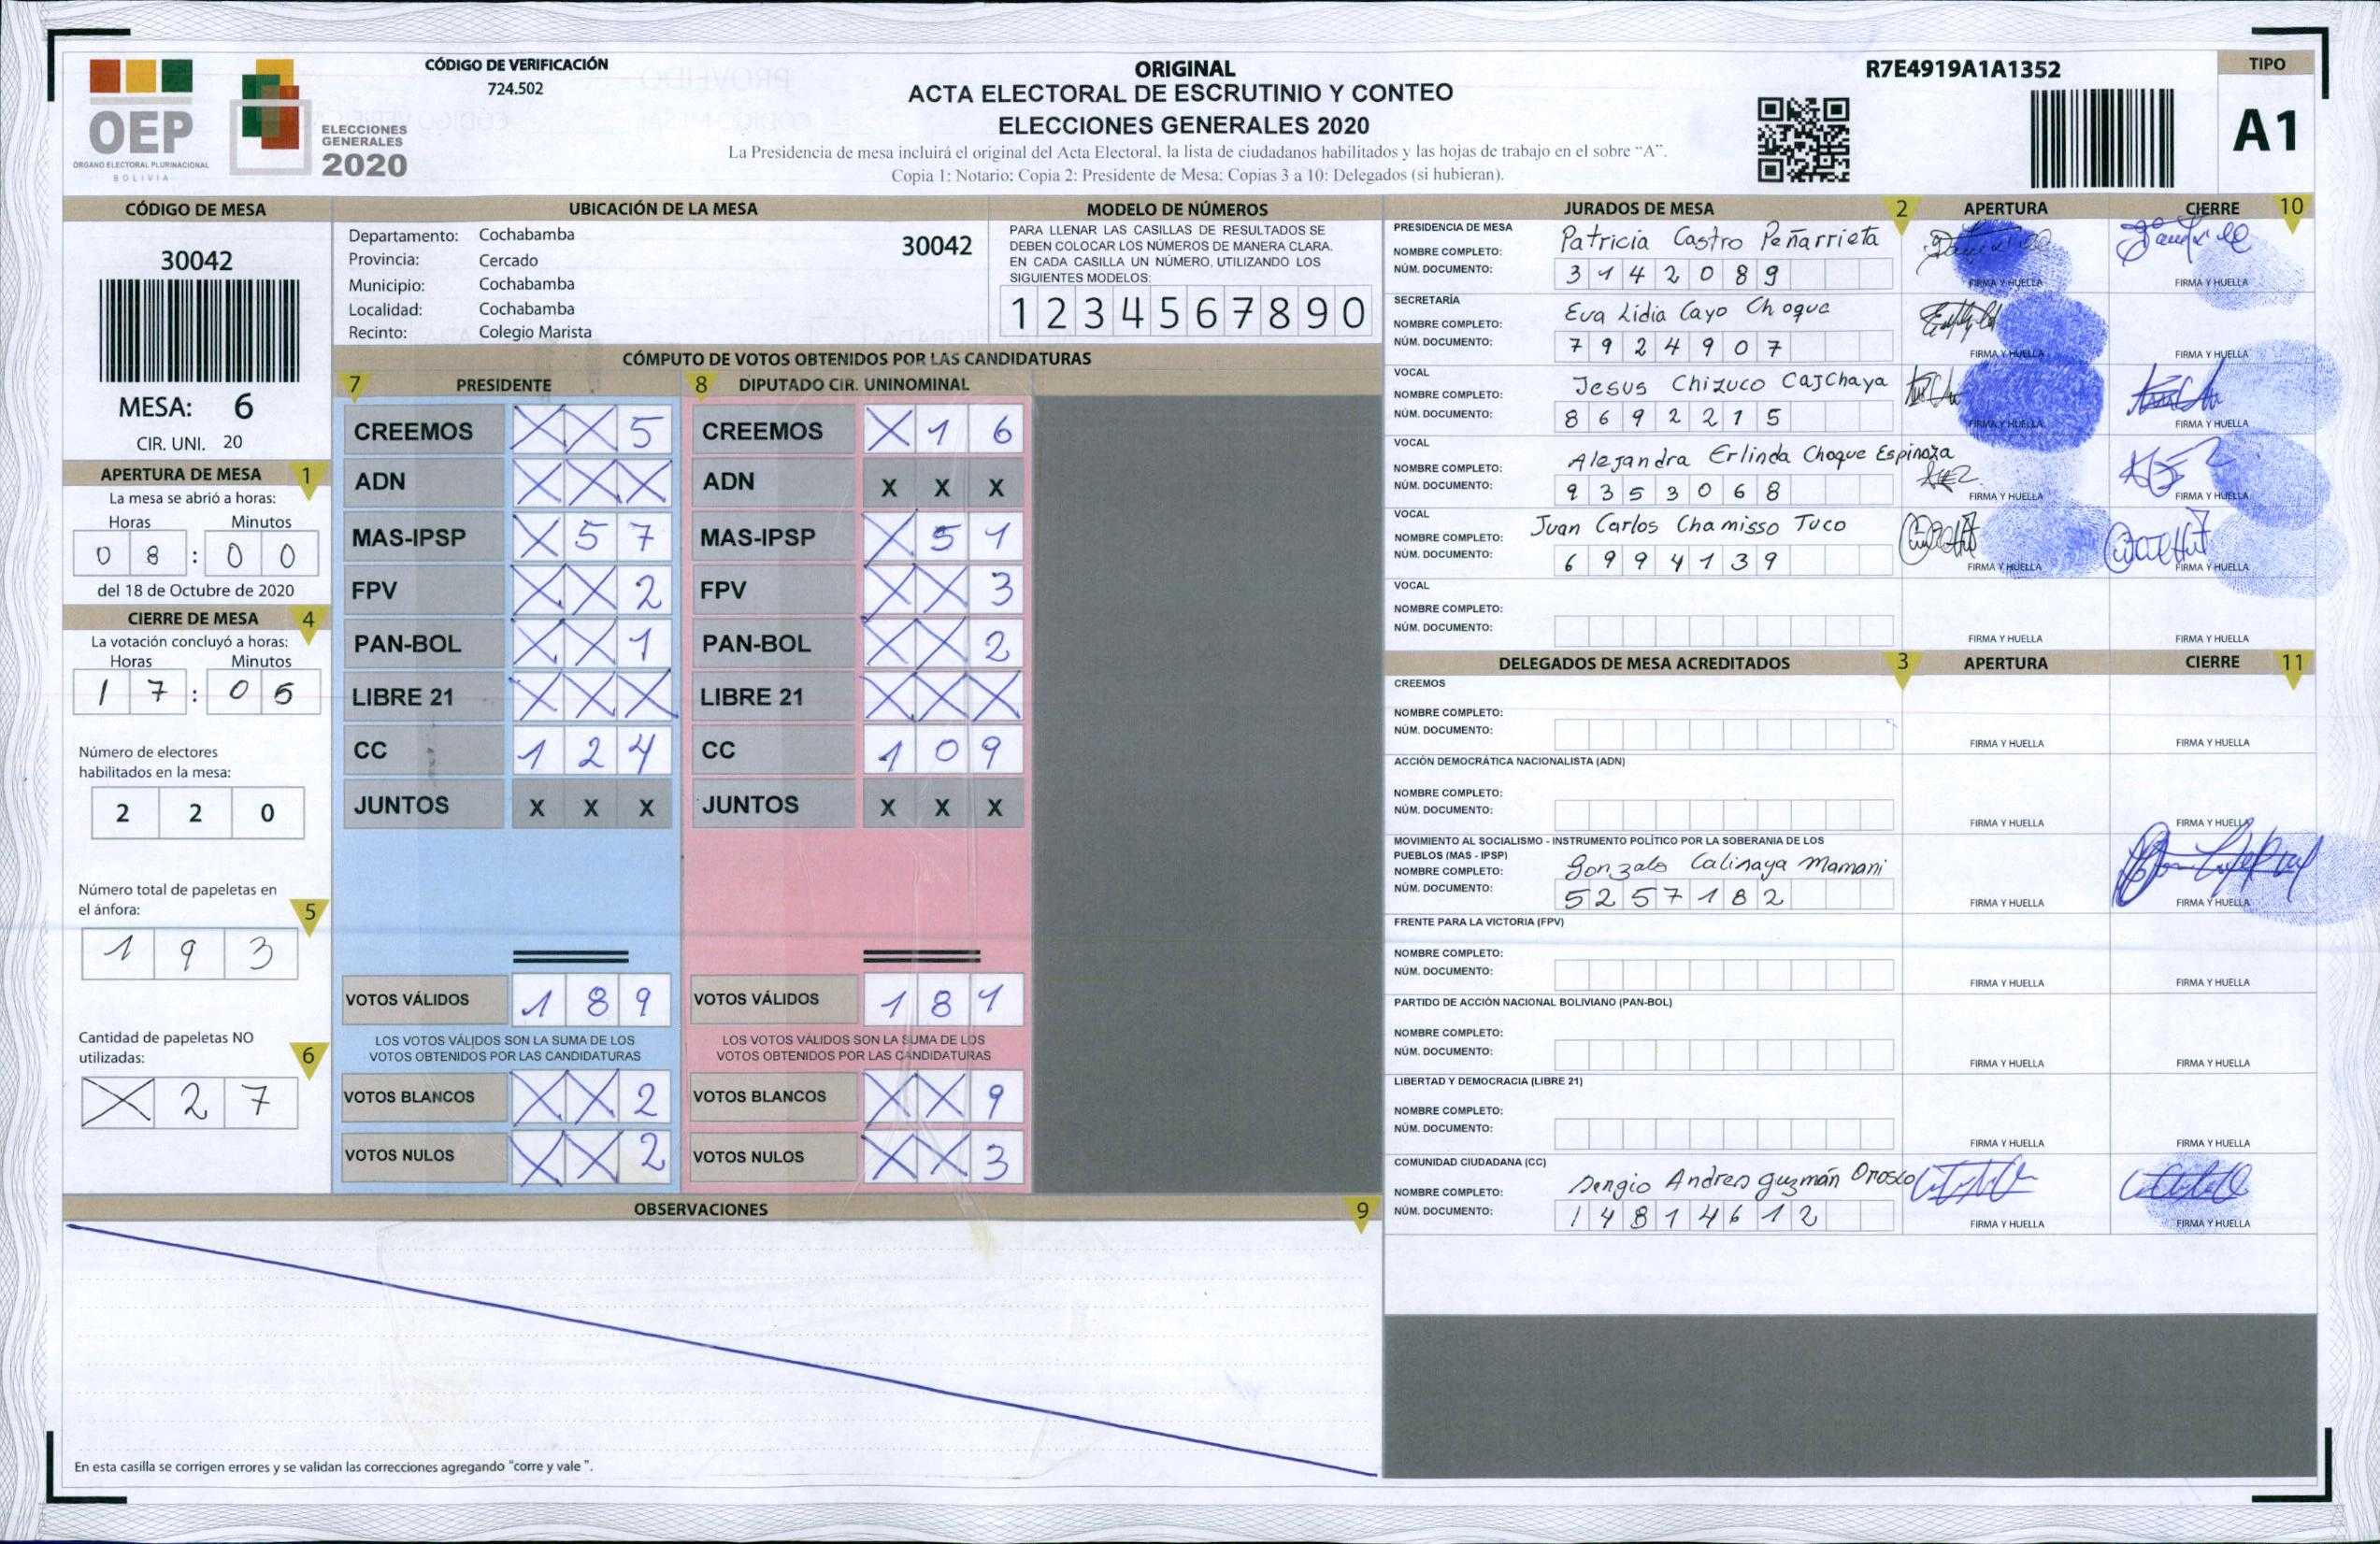 OEP
ÓRGANO ELECTORAL PLURINACIONAL
BOLIVIA
ELECCIONES
GENERALES
2020
CÓDIGO DE VERIFICACIÓN
724.502
ORIGINAL
ACTA ELECTORAL DE ESCRUTINIO Y CONTEO
ELECCIONES GENERALES 2020
La Presidencia de mesa incluirá el original del Acta Electoral, la lista de ciudadanos habilitados y las hojas de trabajo en el sobre "A".
Copia 1: Notario; Copia 2: Presidente de Mesa; Copias 3 a 10: Delegados (si hubieran).
R7E4919A1A1352
TIPO
A1
CÓDIGO DE MESA
30042
MESA: 6
CIR. UNI. 20
APERTURA DE MESA 1
La mesa se abrió a horas:
Horas Minutos
0 8 : 0 0
del 18 de Octubre de 2020
CIERRE DE MESA 4
La votación concluyó a horas:
Horas Minutos
1 7 : 0 5
Número de electores
habilitados en la mesa:
2 2 0
Número total de papeletas en
el ánfora: 5
1 9 3
Cantidad de papeletas NO
utilizadas: 6
X 2 7
UBICACIÓN DE LA MESA
Departamento: Cochabamba 30042
Provincia: Cercado
Municipio: Cochabamba
Localidad: Cochabamba
Recinto: Colegio Marista
MODELO DE NÚMEROS
PARA LLENAR LAS CASILLAS DE RESULTADOS SE
DEBEN COLOCAR LOS NÚMEROS DE MANERA CLARA.
EN CADA CASILLA UN NÚMERO, UTILIZANDO LOS
SIGUIENTES MODELOS:
1 2 3 4 5 6 7 8 9 0
CÓMPUTO DE VOTOS OBTENIDOS POR LAS CANDIDATURAS
7 PRESIDENTE 8 DIPUTADO CIR. UNINOMINAL
CREEMOS X X 5 CREEMOS X 1 6
ADN X X X ADN X X X
MAS-IPSP X 5 7 MAS-IPSP X 5 1
FPV X X 2 FPV X X 3
PAN-BOL X X 1 PAN-BOL X X 2
LIBRE 21 X X X LIBRE 21 X X X
CC 1 2 4 CC 1 0 9
JUNTOS X X X JUNTOS X X X
VOTOS VÁLIDOS 1 8 9 VOTOS VÁLIDOS 1 8 1
LOS VOTOS VÁLIDOS SON LA SUMA DE LOS LOS VOTOS VÁLIDOS SON LA SUMA DE LOS
VOTOS OBTENIDOS POR LAS CANDIDATURAS VOTOS OBTENIDOS POR LAS CANDIDATURAS
VOTOS BLANCOS X X 2 VOTOS BLANCOS X X 9
VOTOS NULOS X X 2 VOTOS NULOS X X 3
OBSERVACIONES 9
En esta casilla se corrigen errores y se validan las correcciones agregando "corre y vale ".
JURADOS DE MESA 2 APERTURA CIERRE 10
PRESIDENCIA DE MESA
NOMBRE COMPLETO: Patricia Castro Peñarrieta
NÚM. DOCUMENTO: 3 1 4 2 0 8 9 FIRMA Y HUELLA FIRMA Y HUELLA
SECRETARÍA
NOMBRE COMPLETO: Eva Lidia Cayo Choque
NÚM. DOCUMENTO: 7 9 2 4 9 0 7 FIRMA Y HUELLA FIRMA Y HUELLA
VOCAL
NOMBRE COMPLETO: Jesus Chizuco Cajchaya
NÚM. DOCUMENTO: 8 6 9 2 2 1 5 FIRMA Y HUELLA FIRMA Y HUELLA
VOCAL
NOMBRE COMPLETO: Alejandra Erlinda Choque Espinoza
NÚM. DOCUMENTO: 9 3 5 3 0 6 8 FIRMA Y HUELLA FIRMA Y HUELLA
VOCAL
NOMBRE COMPLETO: Juan Carlos Chamisso Tuco
NÚM. DOCUMENTO: 6 9 9 4 1 3 9 FIRMA Y HUELLA FIRMA Y HUELLA
VOCAL
NOMBRE COMPLETO:
NÚM. DOCUMENTO: FIRMA Y HUELLA FIRMA Y HUELLA
DELEGADOS DE MESA ACREDITADOS 3 APERTURA CIERRE 11
CREEMOS
NOMBRE COMPLETO:
NÚM. DOCUMENTO: FIRMA Y HUELLA FIRMA Y HUELLA
ACCIÓN DEMOCRÁTICA NACIONALISTA (ADN)
NOMBRE COMPLETO:
NÚM. DOCUMENTO: FIRMA Y HUELLA FIRMA Y HUELLA
MOVIMIENTO AL SOCIALISMO - INSTRUMENTO POLÍTICO POR LA SOBERANIA DE LOS
PUEBLOS (MAS - IPSP)
NOMBRE COMPLETO: Gonzalo Calisaya Mamani
NÚM. DOCUMENTO: 5 2 5 7 1 8 2 FIRMA Y HUELLA FIRMA Y HUELLA
FRENTE PARA LA VICTORIA (FPV)
NOMBRE COMPLETO:
NÚM. DOCUMENTO: FIRMA Y HUELLA FIRMA Y HUELLA
PARTIDO DE ACCIÓN NACIONAL BOLIVIANO (PAN-BOL)
NOMBRE COMPLETO:
NÚM. DOCUMENTO: FIRMA Y HUELLA FIRMA Y HUELLA
LIBERTAD Y DEMOCRACIA (LIBRE 21)
NOMBRE COMPLETO:
NÚM. DOCUMENTO: FIRMA Y HUELLA FIRMA Y HUELLA
COMUNIDAD CIUDADANA (CC)
NOMBRE COMPLETO: Sergio Andres Guzmán Orosco
NÚM. DOCUMENTO: 1 4 8 1 4 6 1 2 FIRMA Y HUELLA FIRMA Y HUELLA